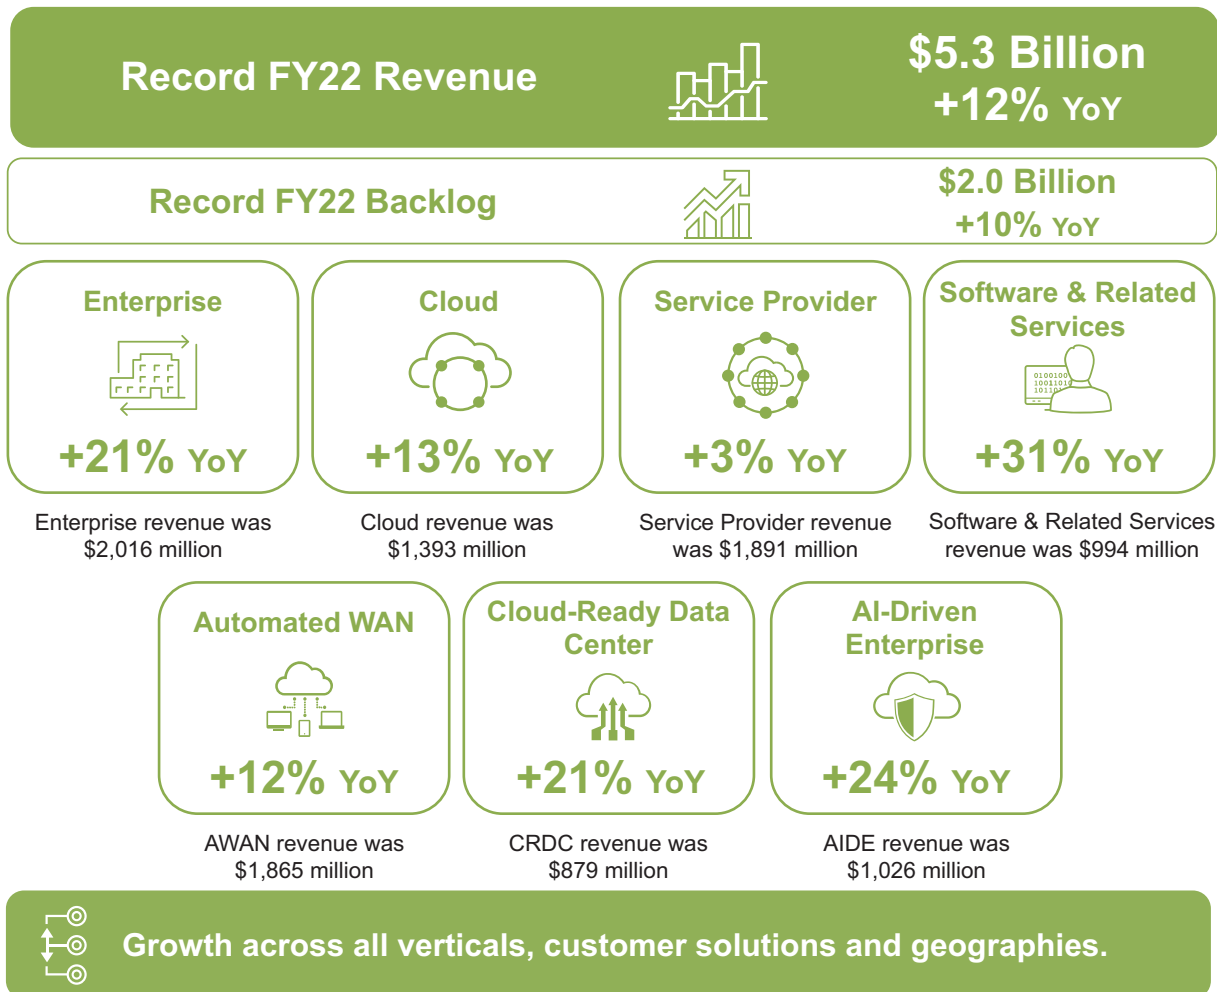 Record FY22 Revenue
$5.3 Billion
+12% YoY
Record FY22 Backlog
$2.0 Billion
+10% YoY
Enterprise
+21% YoY
Enterprise revenue was
$2,016 million
Cloud
+13% YoY
Cloud revenue was
$1,393 million
Service Provider
+3% YoY
Service Provider revenue
was $1,891 million
Software & Related
Services
0100100
10011010
10110
+31% YoY
Software & Related Services
revenue was $994 million
Automated WAN
+12% YoY
AWAN revenue was
$1,865 million
Cloud-Ready Data
Center
+21% YoY
CRDC revenue was
$879 million
AI-Driven
Enterprise
+24% YoY
AIDE revenue was
$1,026 million
Growth across all verticals, customer solutions and geographies.